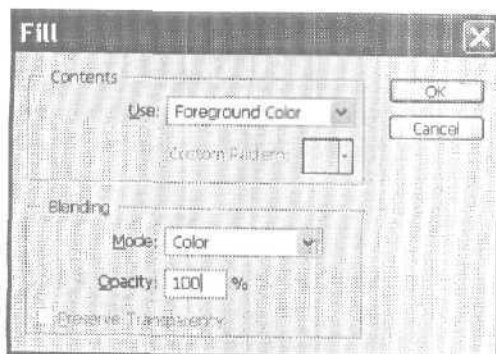 Fill
Contents
OK
Use: Foreground Color
Cancel
Custom Pattern:
Blending
Mode: Color
Opacity: 100 %
Preserve Transparency